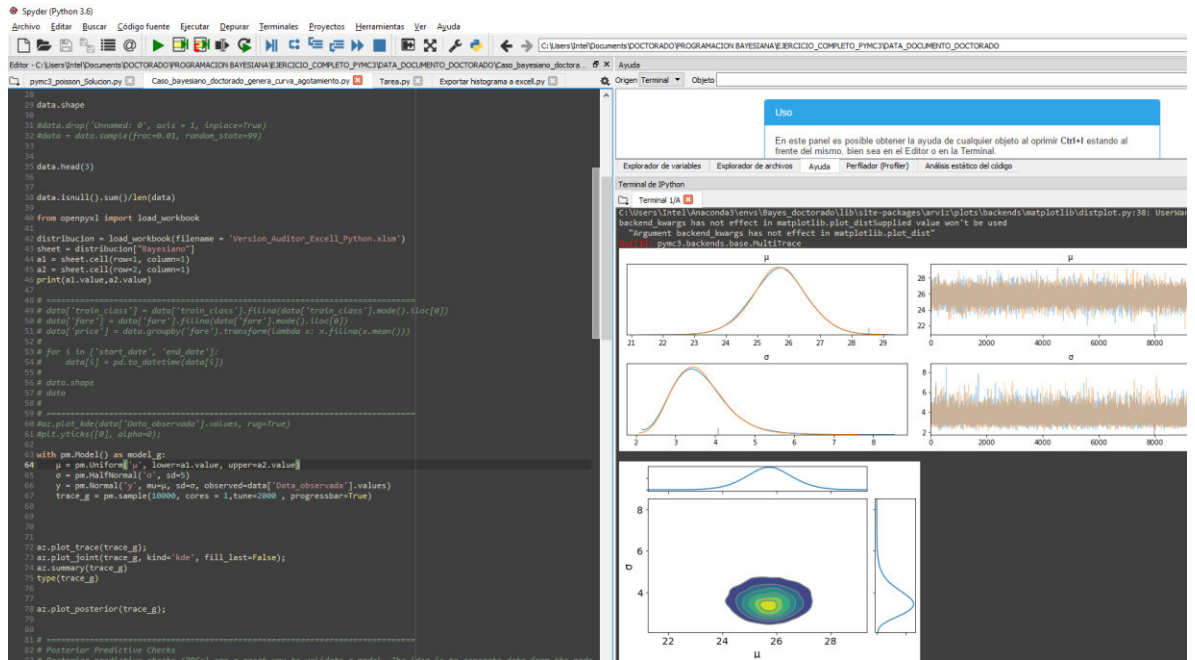 Spyder (Python 3.6)
Archivo Editar Buscar Código fuente Ejecutar Depurar Terminales Proyectos Herramientas Ver Ayuda
C:\Users\Intel\Documents\DOCTORADO\PROGRAMACION BAYESIANA\EJERCICIO_COMPLETO_PYMC3\DATA_DOCUMENTO_DOCTORADO
Editor - C:\Users\Intel\Documents\DOCTORADO\PROGRAMACION BAYESIANA\EJERCICIO_COMPLETO_PYMC3\DATA_DOCUMENTO_DOCTORADO\Caso_bayesiano_doctora...
pymc3_poisson_Solucion.py Caso_bayesiano_doctorado_genera_curva_agotamiento.py Tarea.py Exportar histograma a excell.py
28
29 data.shape
30
31 #data.drop('Unnamed: 0', axis = 1, inplace=True)
32 #data = data.sample(frac=0.01, random_state=99)
33
34
35 data.head(3)
36
37
38 data.isnull().sum()/len(data)
39
40 from openpyxl import load_workbook
41
42 distribucion = load_workbook(filename = 'Version_Auditor_Excell_Python.xlsm')
43 sheet = distribucion["Bayesiano"]
44 a1 = sheet.cell(row=1, column=1)
45 a2 = sheet.cell(row=2, column=1)
46 print(a1.value,a2.value)
47
48 # =============================================================================
49 # data['train_class'] = data['train_class'].fillna(data['train_class'].mode().iloc[0])
50 # data['fare'] = data['fare'].fillna(data['fare'].mode().iloc[0])
51 # data['price'] = data.groupby('fare').transform(lambda x: x.fillna(x.mean()))
52 #
53 # for i in ['start_date', 'end_date']:
54 # data[i] = pd.to_datetime(data[i])
55 #
56 # data.shape
57 # data
58 #
59 # =============================================================================
60 #az.plot_kde(data['Data_observada'].values, rug=True)
61 #plt.yticks([0], alpha=0);
62
63 with pm.Model() as model_g:
64 μ = pm.Uniform('μ', lower=a1.value, upper=a2.value)
65 σ = pm.HalfNormal('σ', sd=5)
66 y = pm.Normal('y', mu=μ, sd=σ, observed=data['Data_observada'].values)
67 trace_g = pm.sample(10000, cores = 1,tune=2000 , progressbar=True)
68
69
70
71
72 az.plot_trace(trace_g);
73 az.plot_joint(trace_g, kind='kde', fill_last=False);
74 az.summary(trace_g)
75 type(trace_g)
76
77
78 az.plot_posterior(trace_g);
79
80
81 # =============================================================================
82 # Posterior Predictive Checks
Ayuda
Origen Terminal Objeto
Uso
En este panel es posible obtener la ayuda de cualquier objeto al oprimir Ctrl+I estando al
frente del mismo, bien sea en el Editor o en la Terminal.
Explorador de variables Explorador de archivos Ayuda Perfilador (Profiler) Análisis estático del código
Terminal de IPython
Terminal 1/A
C:\Users\Intel\Anaconda3\envs\Bayes_doctorado\lib\site-packages\arviz\plots\backends\matplotlib\distplot.py:38: UserWar
backend_kwargs has not effect in matplotlib.plot_distSupplied value won't be used
"Argument backend_kwargs has not effect in matplotlib.plot_dist"
pymc3.backends.base.MultiTrace
μ μ
28
26
24
22
21 22 23 24 25 26 27 28 29 0 2000 4000 6000 8000
σ σ
8
6
4
2
2 3 4 5 6 7 8 9 0 2000 4000 6000 8000
8
6
σ
4
22 24 26 28
μ